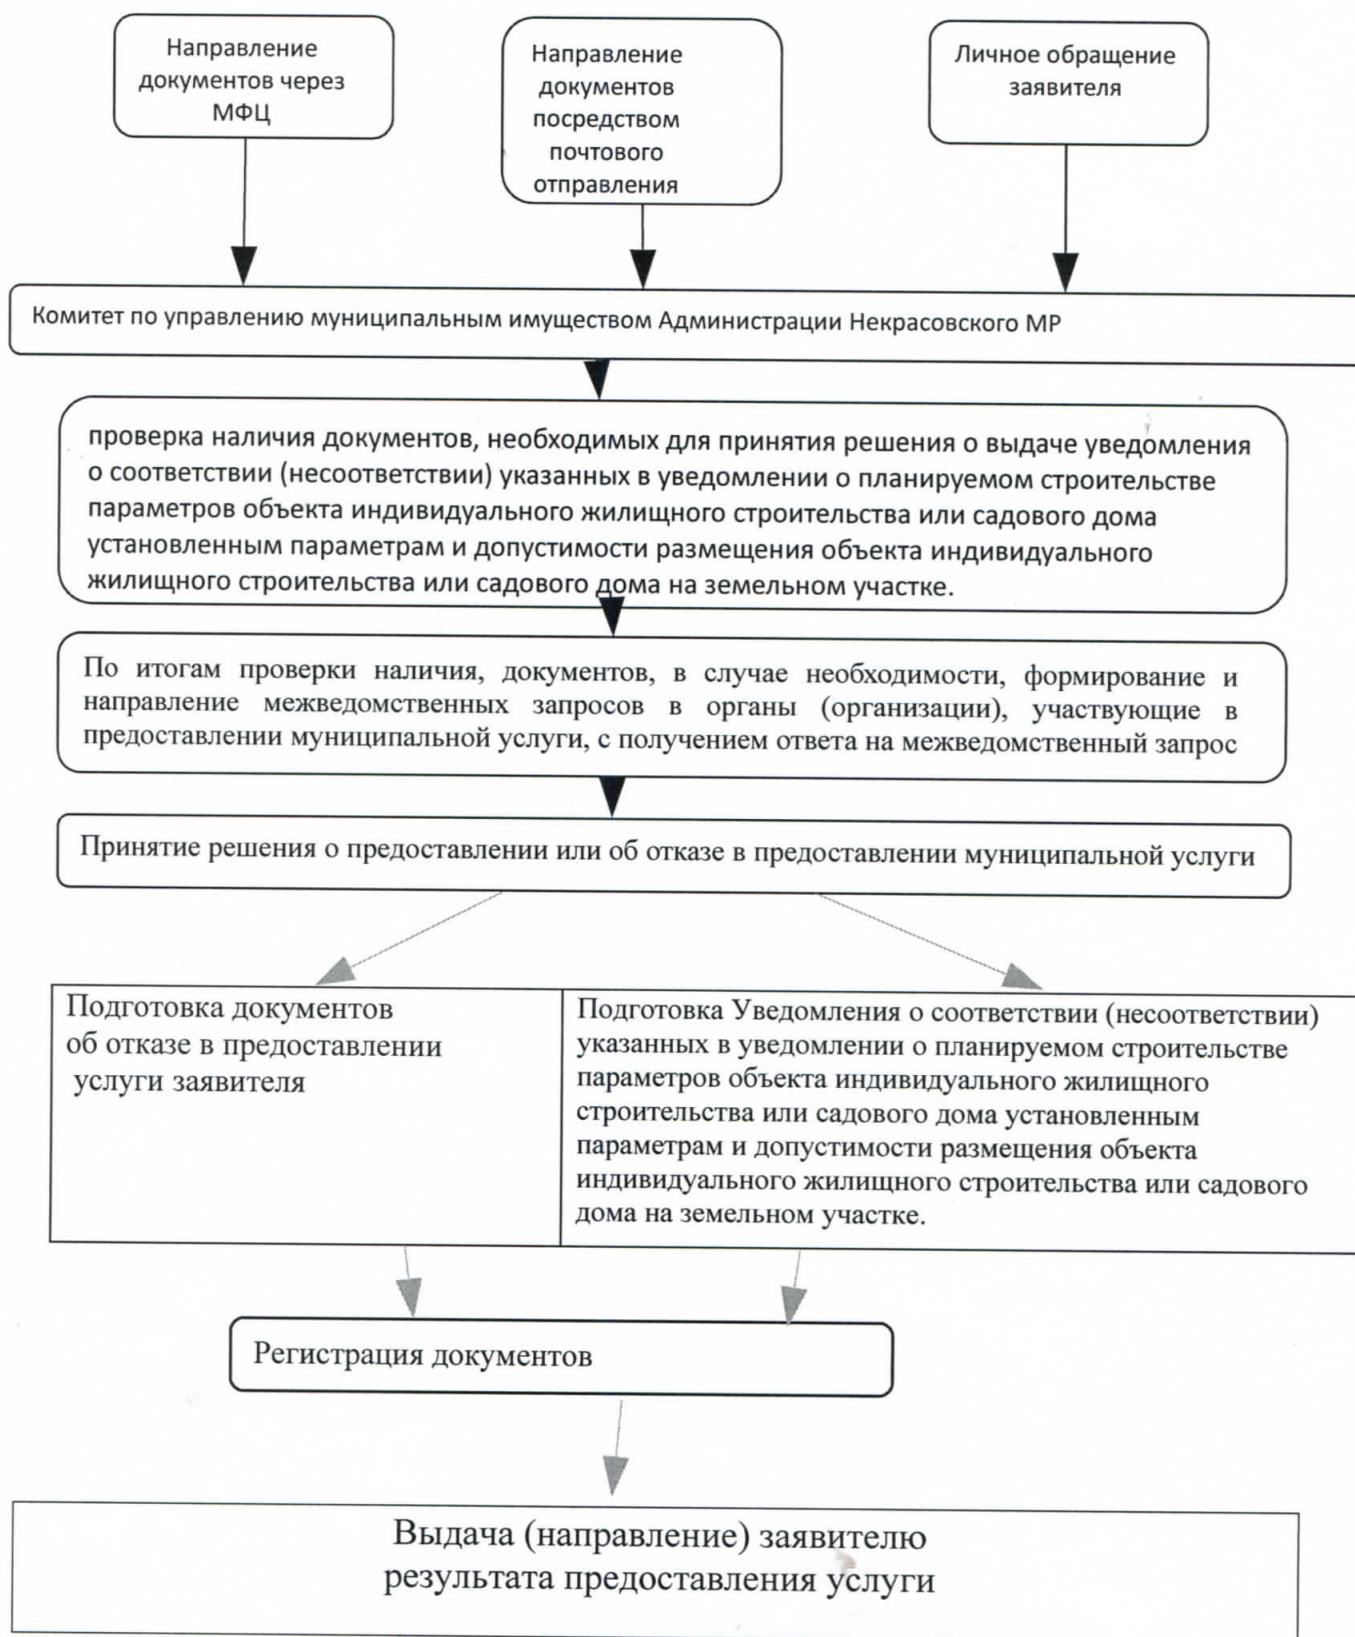 Направление
документов через
МФЦ
Направление
документов
посредством
почтового
отправления
Личное обращение
заявителя
Комитет по управлению муниципальным имуществом Администрации Некрасовского МР
проверка наличия документов, необходимых для принятия решения о выдаче уведомления
о соответствии (несоответствии) указанных в уведомлении о планируемом строительстве
параметров объекта индивидуального жилищного строительства или садового дома
установленным параметрам и допустимости размещения объекта индивидуального
жилищного строительства или садового дома на земельном участке.
По итогам проверки наличия, документов, в случае необходимости, формирование и
направление межведомственных запросов в органы (организации), участвующие в
предоставлении муниципальной услуги, с получением ответа на межведомственный запрос
Принятие решения о предоставлении или об отказе в предоставлении муниципальной услуги
Подготовка документов
об отказе в предоставлении
услуги заявителя
Подготовка Уведомления о соответствии (несоответствии)
указанных в уведомлении о планируемом строительстве
параметров объекта индивидуального жилищного
строительства или садового дома установленным
параметрам и допустимости размещения объекта
индивидуального жилищного строительства или садового
дома на земельном участке.
Регистрация документов
Выдача (направление) заявителю
результата предоставления услуги